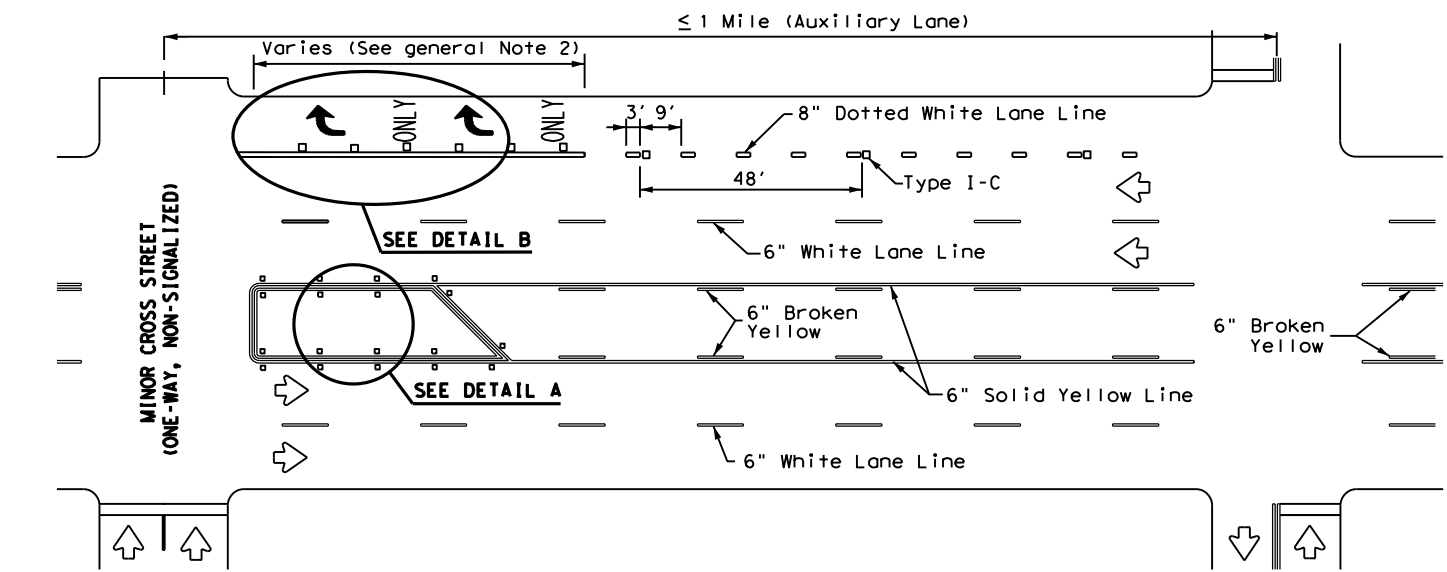 ≤ 1 Mile (Auxiliary Lane)
Varies (See general Note 2)
ONLY
ONLY
3' 9'
8" Dotted White Lane Line
48'
Type I-C
SEE DETAIL B
6" White Lane Line
MINOR CROSS STREET
(ONE-WAY, NON-SIGNALIZED)
6" Broken
Yellow
6" Broken
Yellow
SEE DETAIL A
6" Solid Yellow Line
6" White Lane Line